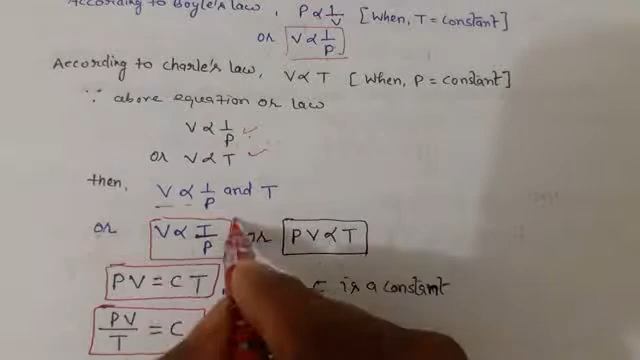 According to Boyle's law, P ∝ 1/V [When, T = constant]
or V ∝ 1/P
According to charle's law, V ∝ T [When, P = constant]
∵ above equation or law
V ∝ 1/P ✓
or V ∝ T ✓
then, V ∝ 1/P and T
or V ∝ T/P or PV ∝ T
PV = CT, C is a constant
PV/T = C